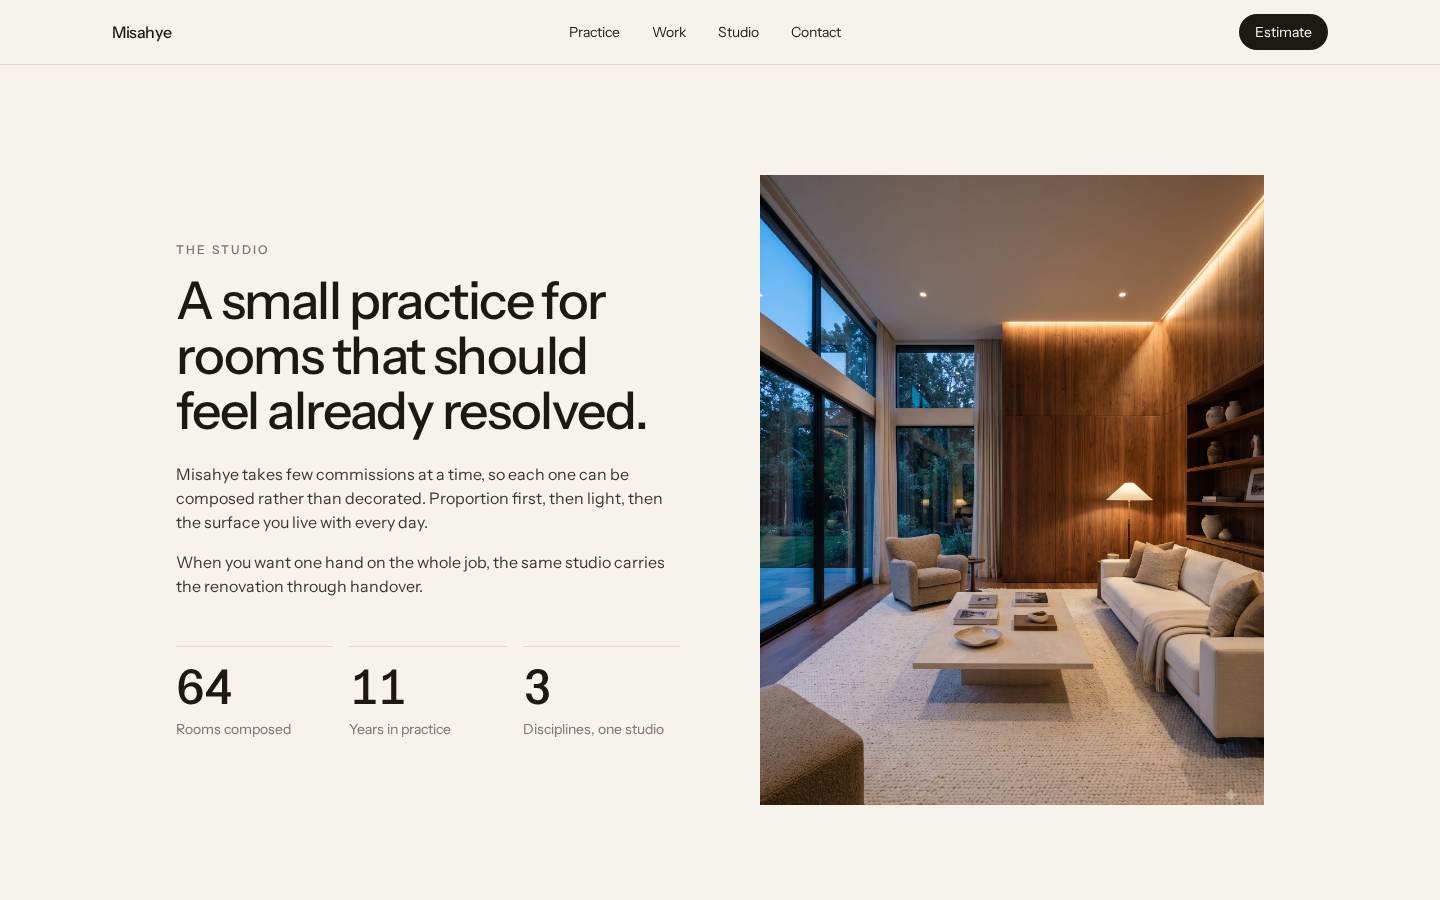 Misahye
Practice
Work
Studio
Contact
Estimate
THE STUDIO
A small practice for
rooms that should
feel already resolved.
Misahye takes few commissions at a time, so each one can be
composed rather than decorated. Proportion first, then light, then
the surface you live with every day.
When you want one hand on the whole job, the same studio carries
the renovation through handover.
64
Rooms composed
11
Years in practice
3
Disciplines, one studio